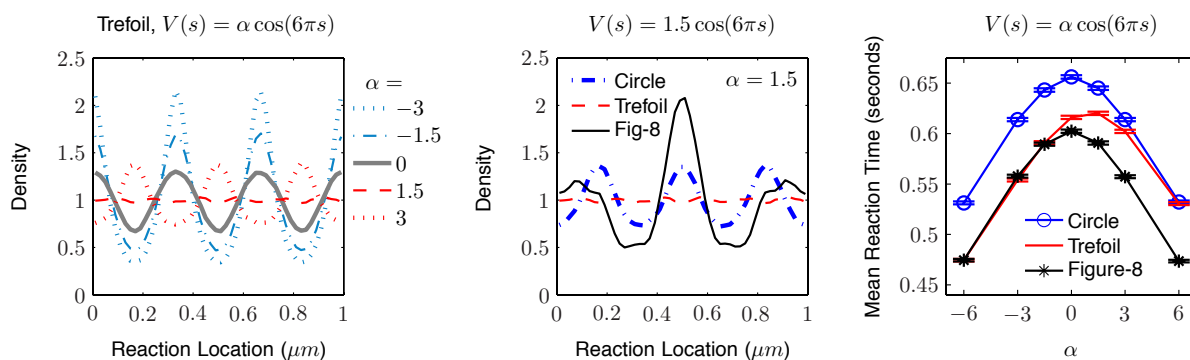 Trefoil, V(s) = α cos(6πs)
2.5
2
1.5
1
0.5
0
Density
0 0.2 0.4 0.6 0.8 1
Reaction Location (μm)
α =
−3
−1.5
0
1.5
3
V(s) = 1.5 cos(6πs)
2.5
2
1.5
1
0.5
0
Density
Circle
Trefoil
Fig-8
α = 1.5
0 0.2 0.4 0.6 0.8 1
Reaction Location (μm)
V(s) = α cos(6πs)
Mean Reaction Time (seconds)
0.65
0.6
0.55
0.5
0.45
Circle
Trefoil
Figure-8
−6 −3 0 3 6
α